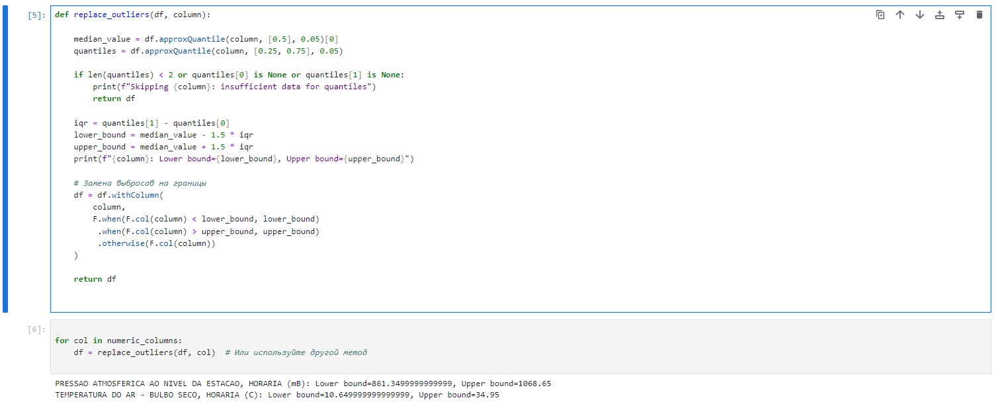 [5]:
def replace_outliers(df, column):
median_value = df.approxQuantile(column, [0.5], 0.05)[0]
quantiles = df.approxQuantile(column, [0.25, 0.75], 0.05)
if len(quantiles) < 2 or quantiles[0] is None or quantiles[1] is None:
print(f"Skipping {column}: insufficient data for quantiles")
return df
iqr = quantiles[1] - quantiles[0]
lower_bound = median_value - 1.5 * iqr
upper_bound = median_value + 1.5 * iqr
print(f"{column}: Lower bound={lower_bound}, Upper bound={upper_bound}")
# Замена выбросов на границы
df = df.withColumn(
column,
F.when(F.col(column) < lower_bound, lower_bound)
.when(F.col(column) > upper_bound, upper_bound)
.otherwise(F.col(column))
)
return df
[6]:
for col in numeric_columns:
df = replace_outliers(df, col)  # Или используйте другой метод
PRESSAO ATMOSFERICA AO NIVEL DA ESTACAO, HORARIA (mB): Lower bound=861.3499999999999, Upper bound=1068.65
TEMPERATURA DO AR - BULBO SECO, HORARIA (C): Lower bound=10.649999999999999, Upper bound=34.95